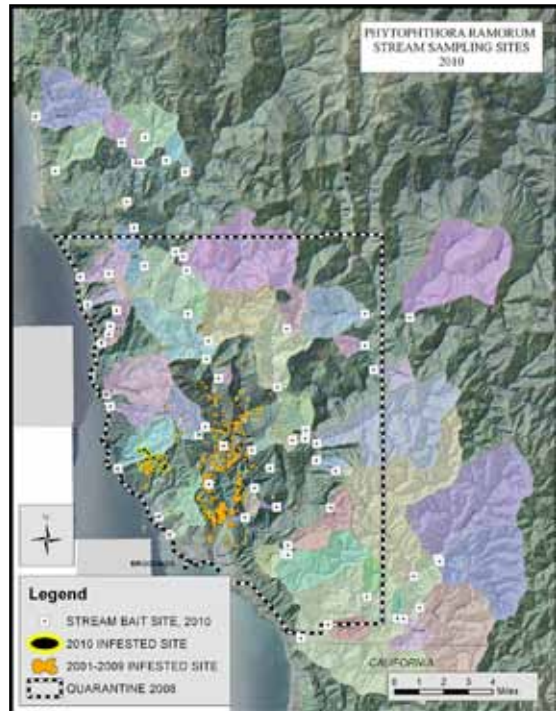 PHYTOPHTHORA RAMORUM
STREAM SAMPLING SITES
2010
N
BROOKINGS
Legend
STREAM BAIT SITE, 2010
2010 INFESTED SITE
2001-2009 INFESTED SITE
QUARANTINE 2008
CALIFORNIA
0 1 2 3 4
Miles